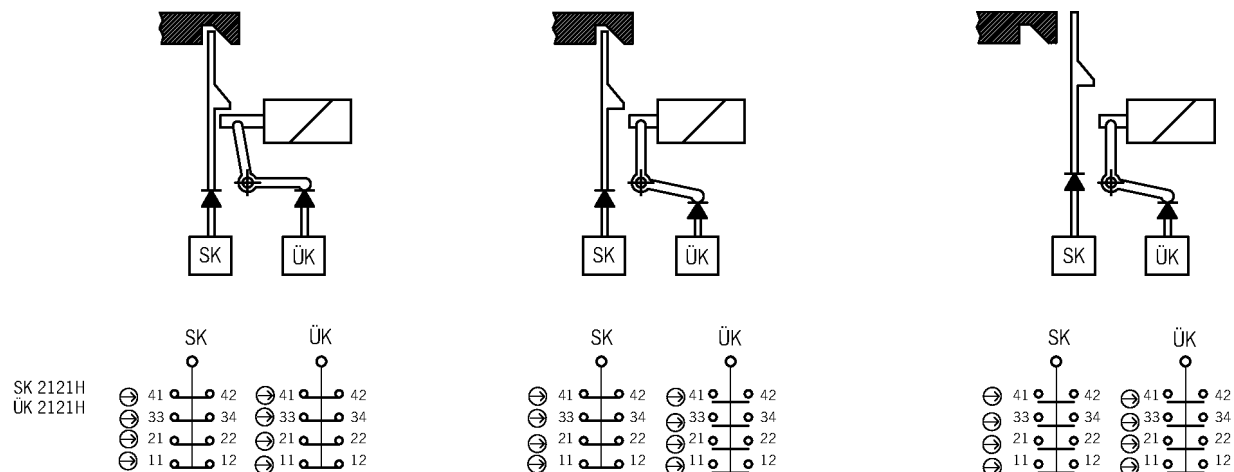 SK ÜK SK ÜK SK ÜK
SK ÜK SK ÜK SK ÜK
SK 2121H
ÜK 2121H
41 42 41 42 41 42 41 42 41 42 41 42
33 34 33 34 33 34 33 34 33 34 33 34
21 22 21 22 21 22 21 22 21 22 21 22
11 12 11 12 11 12 11 12 11 12 11 12